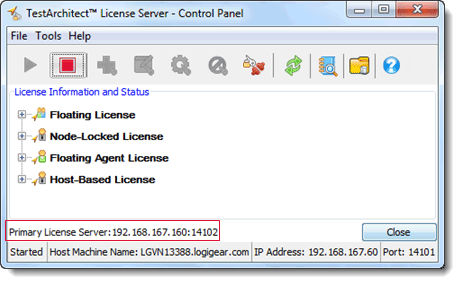 TestArchitect™ License Server - Control Panel
File Tools Help
License Information and Status
Floating License
Node-Locked License
Floating Agent License
Host-Based License
Primary License Server:192.168.167.160:14102
Close
Started Host Machine Name: LGVN13388.logigear.com IP Address: 192.168.167.60 Port: 14101